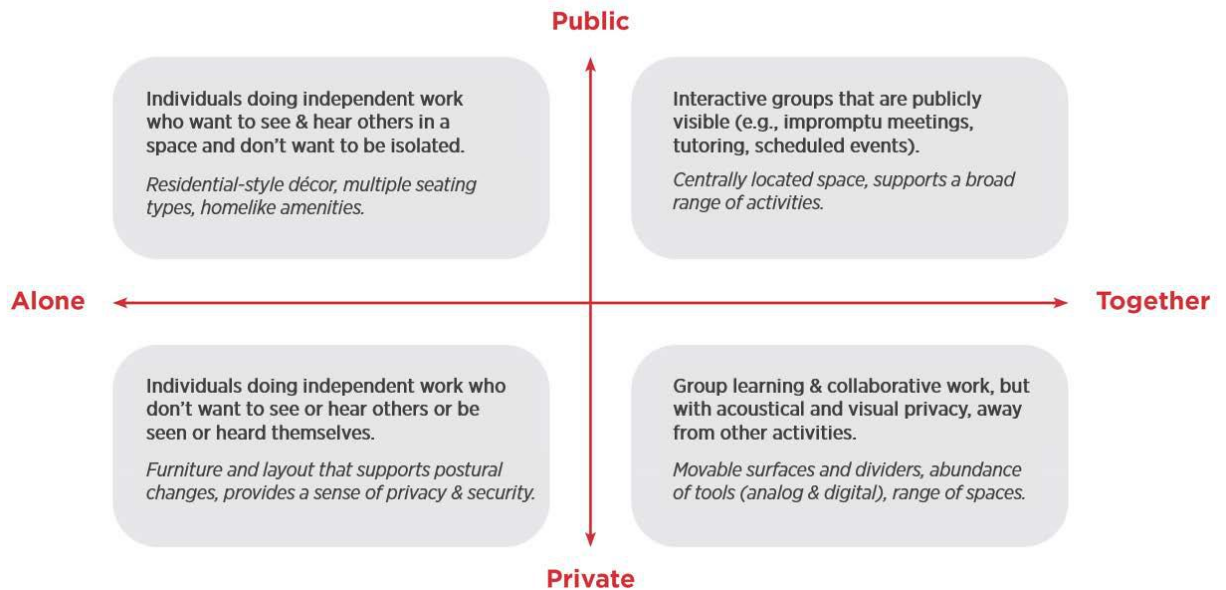 Public
Individuals doing independent work
who want to see & hear others in a
space and don't want to be isolated.
Residential-style décor, multiple seating
types, homelike amenities.
Interactive groups that are publicly
visible (e.g., impromptu meetings,
tutoring, scheduled events).
Centrally located space, supports a broad
range of activities.
Alone
Together
Individuals doing independent work who
don't want to see or hear others or be
seen or heard themselves.
Furniture and layout that supports postural
changes, provides a sense of privacy & security.
Group learning & collaborative work, but
with acoustical and visual privacy, away
from other activities.
Movable surfaces and dividers, abundance
of tools (analog & digital), range of spaces.
Private